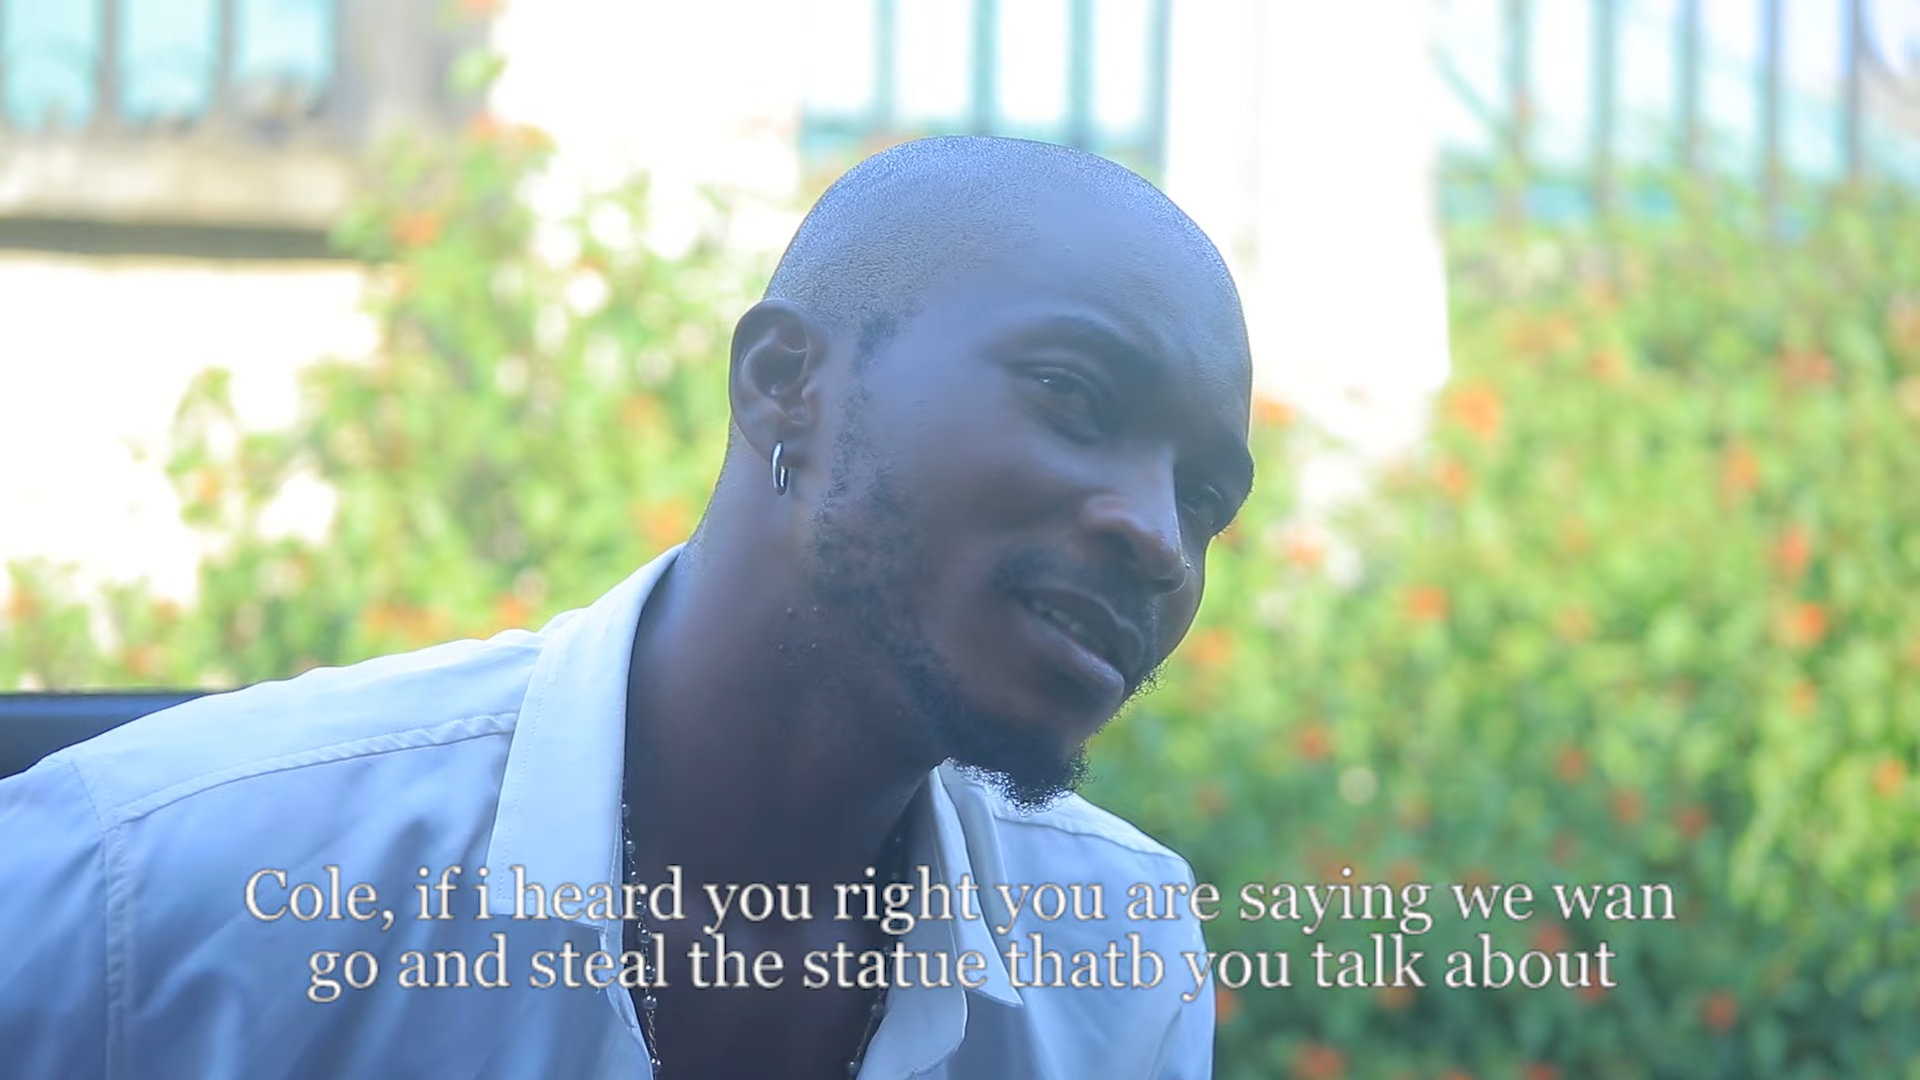 Cole, if i heard you right you are saying we wan
go and steal the statue thatb you talk about